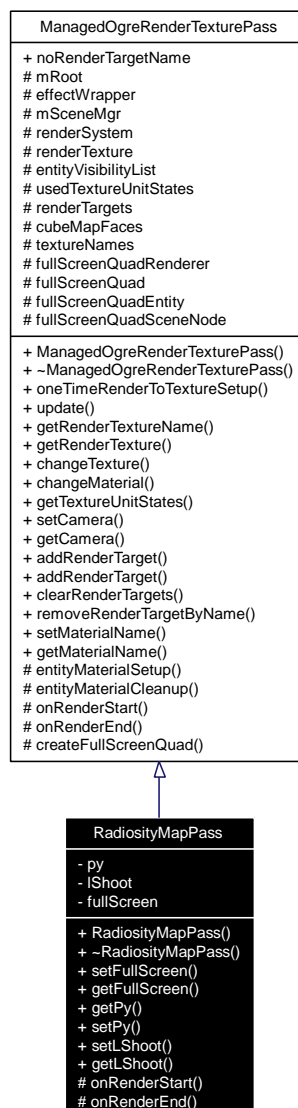 ManagedOgreRenderTexturePass
+ noRenderTargetName
# mRoot
# effectWrapper
# mSceneMgr
# renderSystem
# renderTexture
# entityVisibilityList
# usedTextureUnitStates
# renderTargets
# cubeMapFaces
# textureNames
# fullScreenQuadRenderer
# fullScreenQuad
# fullScreenQuadEntity
# fullScreenQuadSceneNode
+ ManagedOgreRenderTexturePass()
+ ~ManagedOgreRenderTexturePass()
+ oneTimeRenderToTextureSetup()
+ update()
+ getRenderTextureName()
+ getRenderTexture()
+ changeTexture()
+ changeMaterial()
+ getTextureUnitStates()
+ setCamera()
+ getCamera()
+ addRenderTarget()
+ addRenderTarget()
+ clearRenderTargets()
+ removeRenderTargetByName()
+ setMaterialName()
+ getMaterialName()
# entityMaterialSetup()
# entityMaterialCleanup()
# onRenderStart()
# onRenderEnd()
# createFullScreenQuad()
RadiosityMapPass
- py
- lShoot
- fullScreen
+ RadiosityMapPass()
+ ~RadiosityMapPass()
+ setFullScreen()
+ getFullScreen()
+ getPy()
+ setPy()
+ setLShoot()
+ getLShoot()
# onRenderStart()
# onRenderEnd()